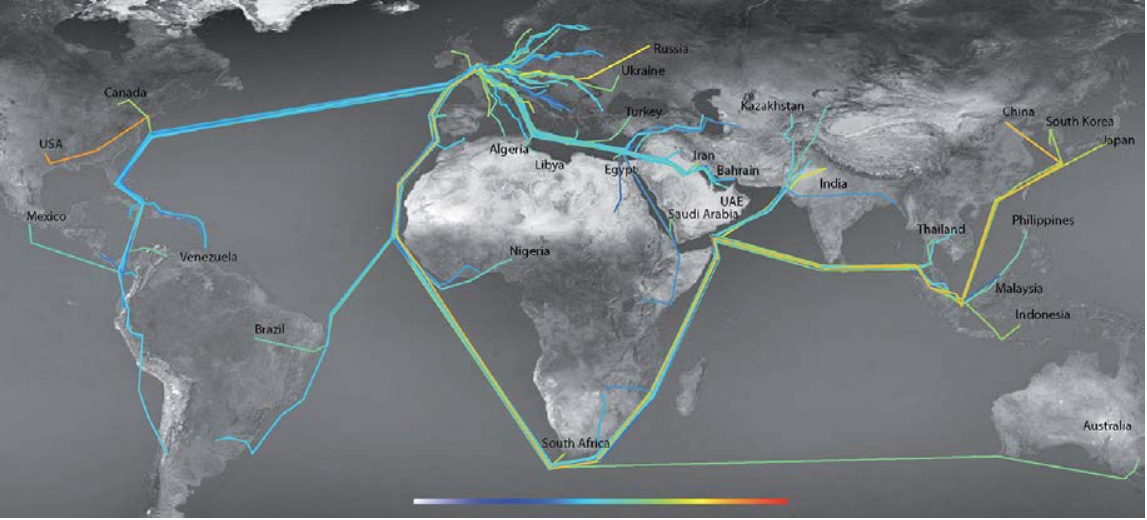 Russia
Ukraine
Canada
Kazakhstan
Turkey
China
South Korea
Japan
USA
Algeria
Libya
Iran
Egypt
Bahrain
India
UAE
Saudi Arabia
Mexico
Philippines
Thailand
Nigeria
Venezuela
Malaysia
Indonesia
Brazil
Australia
South Africa